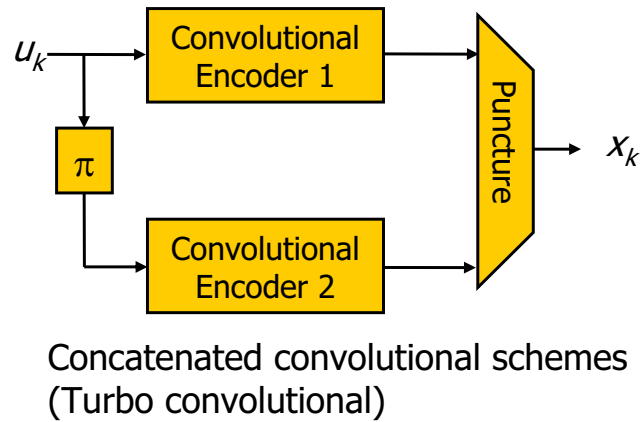 u_k
Convolutional
Encoder 1
π
Puncture
x_k
Convolutional
Encoder 2
Concatenated convolutional schemes
(Turbo convolutional)